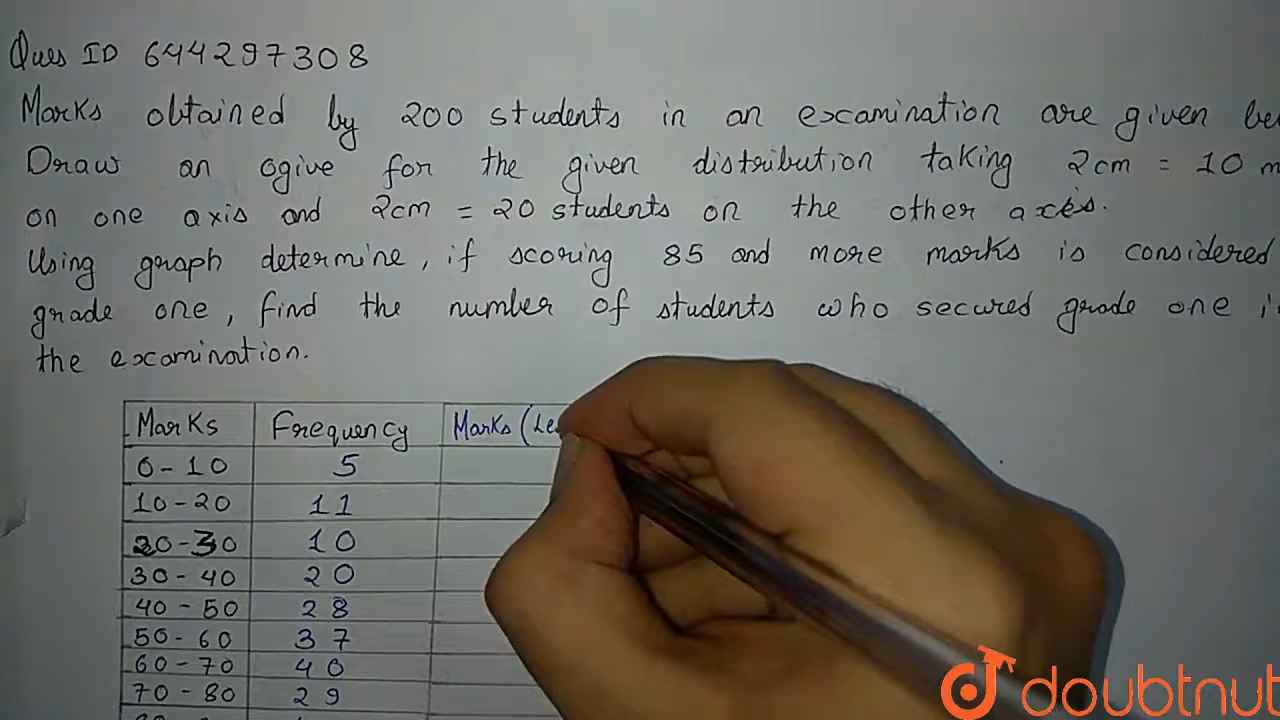 Ques ID 644297308
Marks obtained by 200 students in an examination are given
Draw an ogive for the given distribution taking 2cm = 10
on one axis and 2cm = 20 students on the other axis.
Using graph determine, if scoring 85 and more marks is considered
grade one, find the number of students who secured grade one
the examination.
Marks Frequency Marks (Le
0-10 5
10-20 11
20-30 10
30-40 20
40-50 28
50-60 37
60-70 40
70-80 29
doubtnut